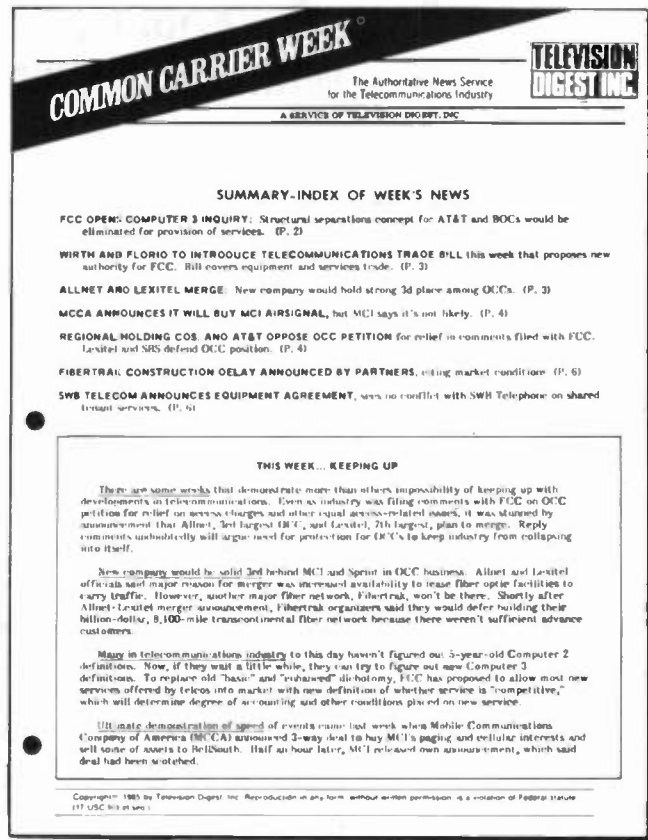 COMMON CARRIER WEEK
The Authoritative News Service
for the Telecommunications Industry
TELEVISION
DIGEST INC.
A SERVICE OF TELEVISION DIGEST, INC
SUMMARY-INDEX OF WEEK'S NEWS
FCC OPENS COMPUTER 3 INQUIRY: Structural separations concept for AT&T and BOCs would be
eliminated for provision of services. (P. 2)
WIRTH AND FLORIO TO INTRODUCE TELECOMMUNICATIONS TRADE BILL this week that proposes new
authority for FCC. Bill covers equipment and services trade. (P. 3)
ALLNET AND LEXITEL MERGE: New company would hold strong 3d place among OCCs. (P. 3)
MCCA ANNOUNCES IT WILL BUY MCI AIRSIGNAL, but MCI says it's not likely. (P. 4)
REGIONAL HOLDING COS. AND AT&T OPPOSE OCC PETITION for relief in comments filed with FCC.
Lexitel and SBS defend OCC position. (P. 4)
FIBERTRAK CONSTRUCTION DELAY ANNOUNCED BY PARTNERS, citing market conditions. (P. 6)
SWB TELECOM ANNOUNCES EQUIPMENT AGREEMENT, sees no conflict with SWB Telephone on shared
tenant services. (P. 6)
THIS WEEK... KEEPING UP
There are some weeks that demonstrate more than others impossibility of keeping up with
developments in telecommunications. Even as industry was filing comments with FCC on OCC
petition for relief on access charges and other equal access-related issues, it was stunned by
announcement that Allnet, 3rd largest OCC, and Lexitel, 7th largest, plan to merge. Reply
comments undoubtedly will argue need for protection for OCCs to keep industry from collapsing
into itself.
New company would be solid 3rd behind MCI and Sprint in OCC business. Allnet and Lexitel
officials said major reason for merger was increased availability to lease fiber optic facilities to
carry traffic. However, another major fiber network, Fibertrak, won't be there. Shortly after
Allnet-Lexitel merger announcement, Fibertrak organizers said they would defer building their
billion-dollar, 8,100-mile transcontinental fiber network because there weren't sufficient advance
customers.
Many in telecommunications industry to this day haven't figured out 5-year-old Computer 2
definitions. Now, if they wait a little while, they can try to figure out new Computer 3
definitions. To replace old "basic" and "enhanced" dichotomy, FCC has proposed to allow most new
services offered by telcos into market with new definition of whether service is "competitive,"
which will determine degree of accounting and other conditions placed on new service.
Ultimate demonstration of speed of events came last week when Mobile Communications
Company of America (MCCA) announced 3-way deal to buy MCI's paging and cellular interests and
sell some of assets to BellSouth. Half an hour later, MCI released own announcement, which said
deal had been scotched.
Copyright© 1985 by Television Digest, Inc. Reproduction in any form, without written permission, is a violation of Federal statute
(17 USC et seq.)